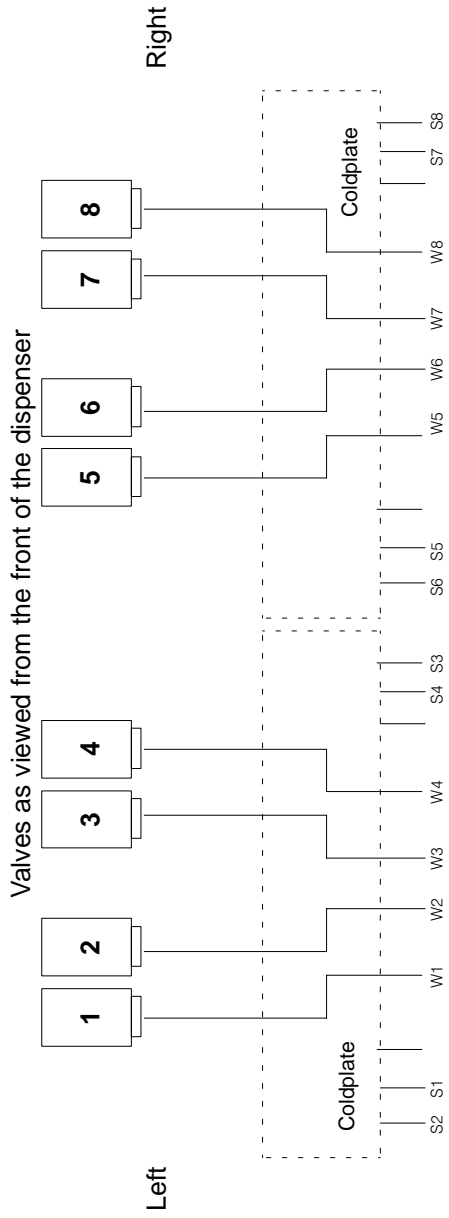 Valves as viewed from the front of the dispenser
Left
Right
1 2 3 4 5 6 7 8
Coldplate
Coldplate
S2 S1 W1 W2 W3 W4 S4 S3 S6 S5 W5 W6 W7 W8 S7 S8